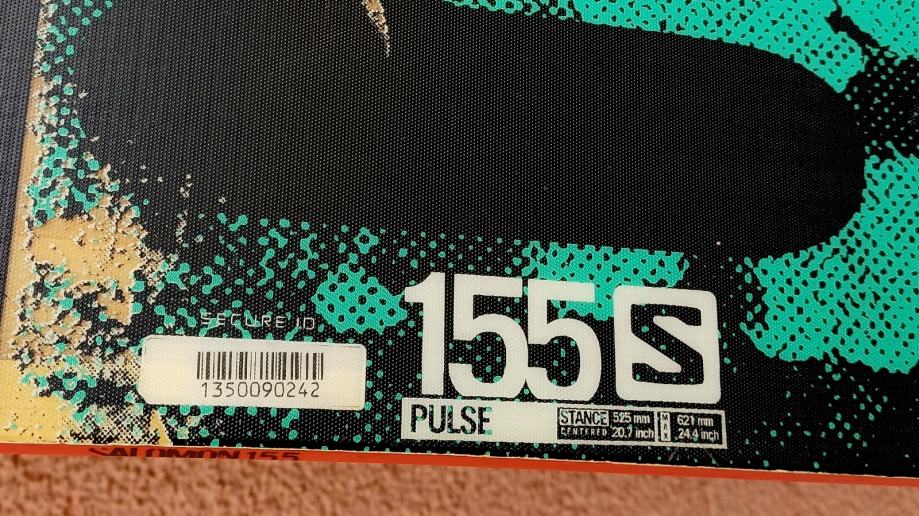 155 S
SECURE ID
1350090242
PULSE
STANCE 525 mm MAX 621 mm
CENTERED 20.7 inch 24.4 inch
SALOMON 155